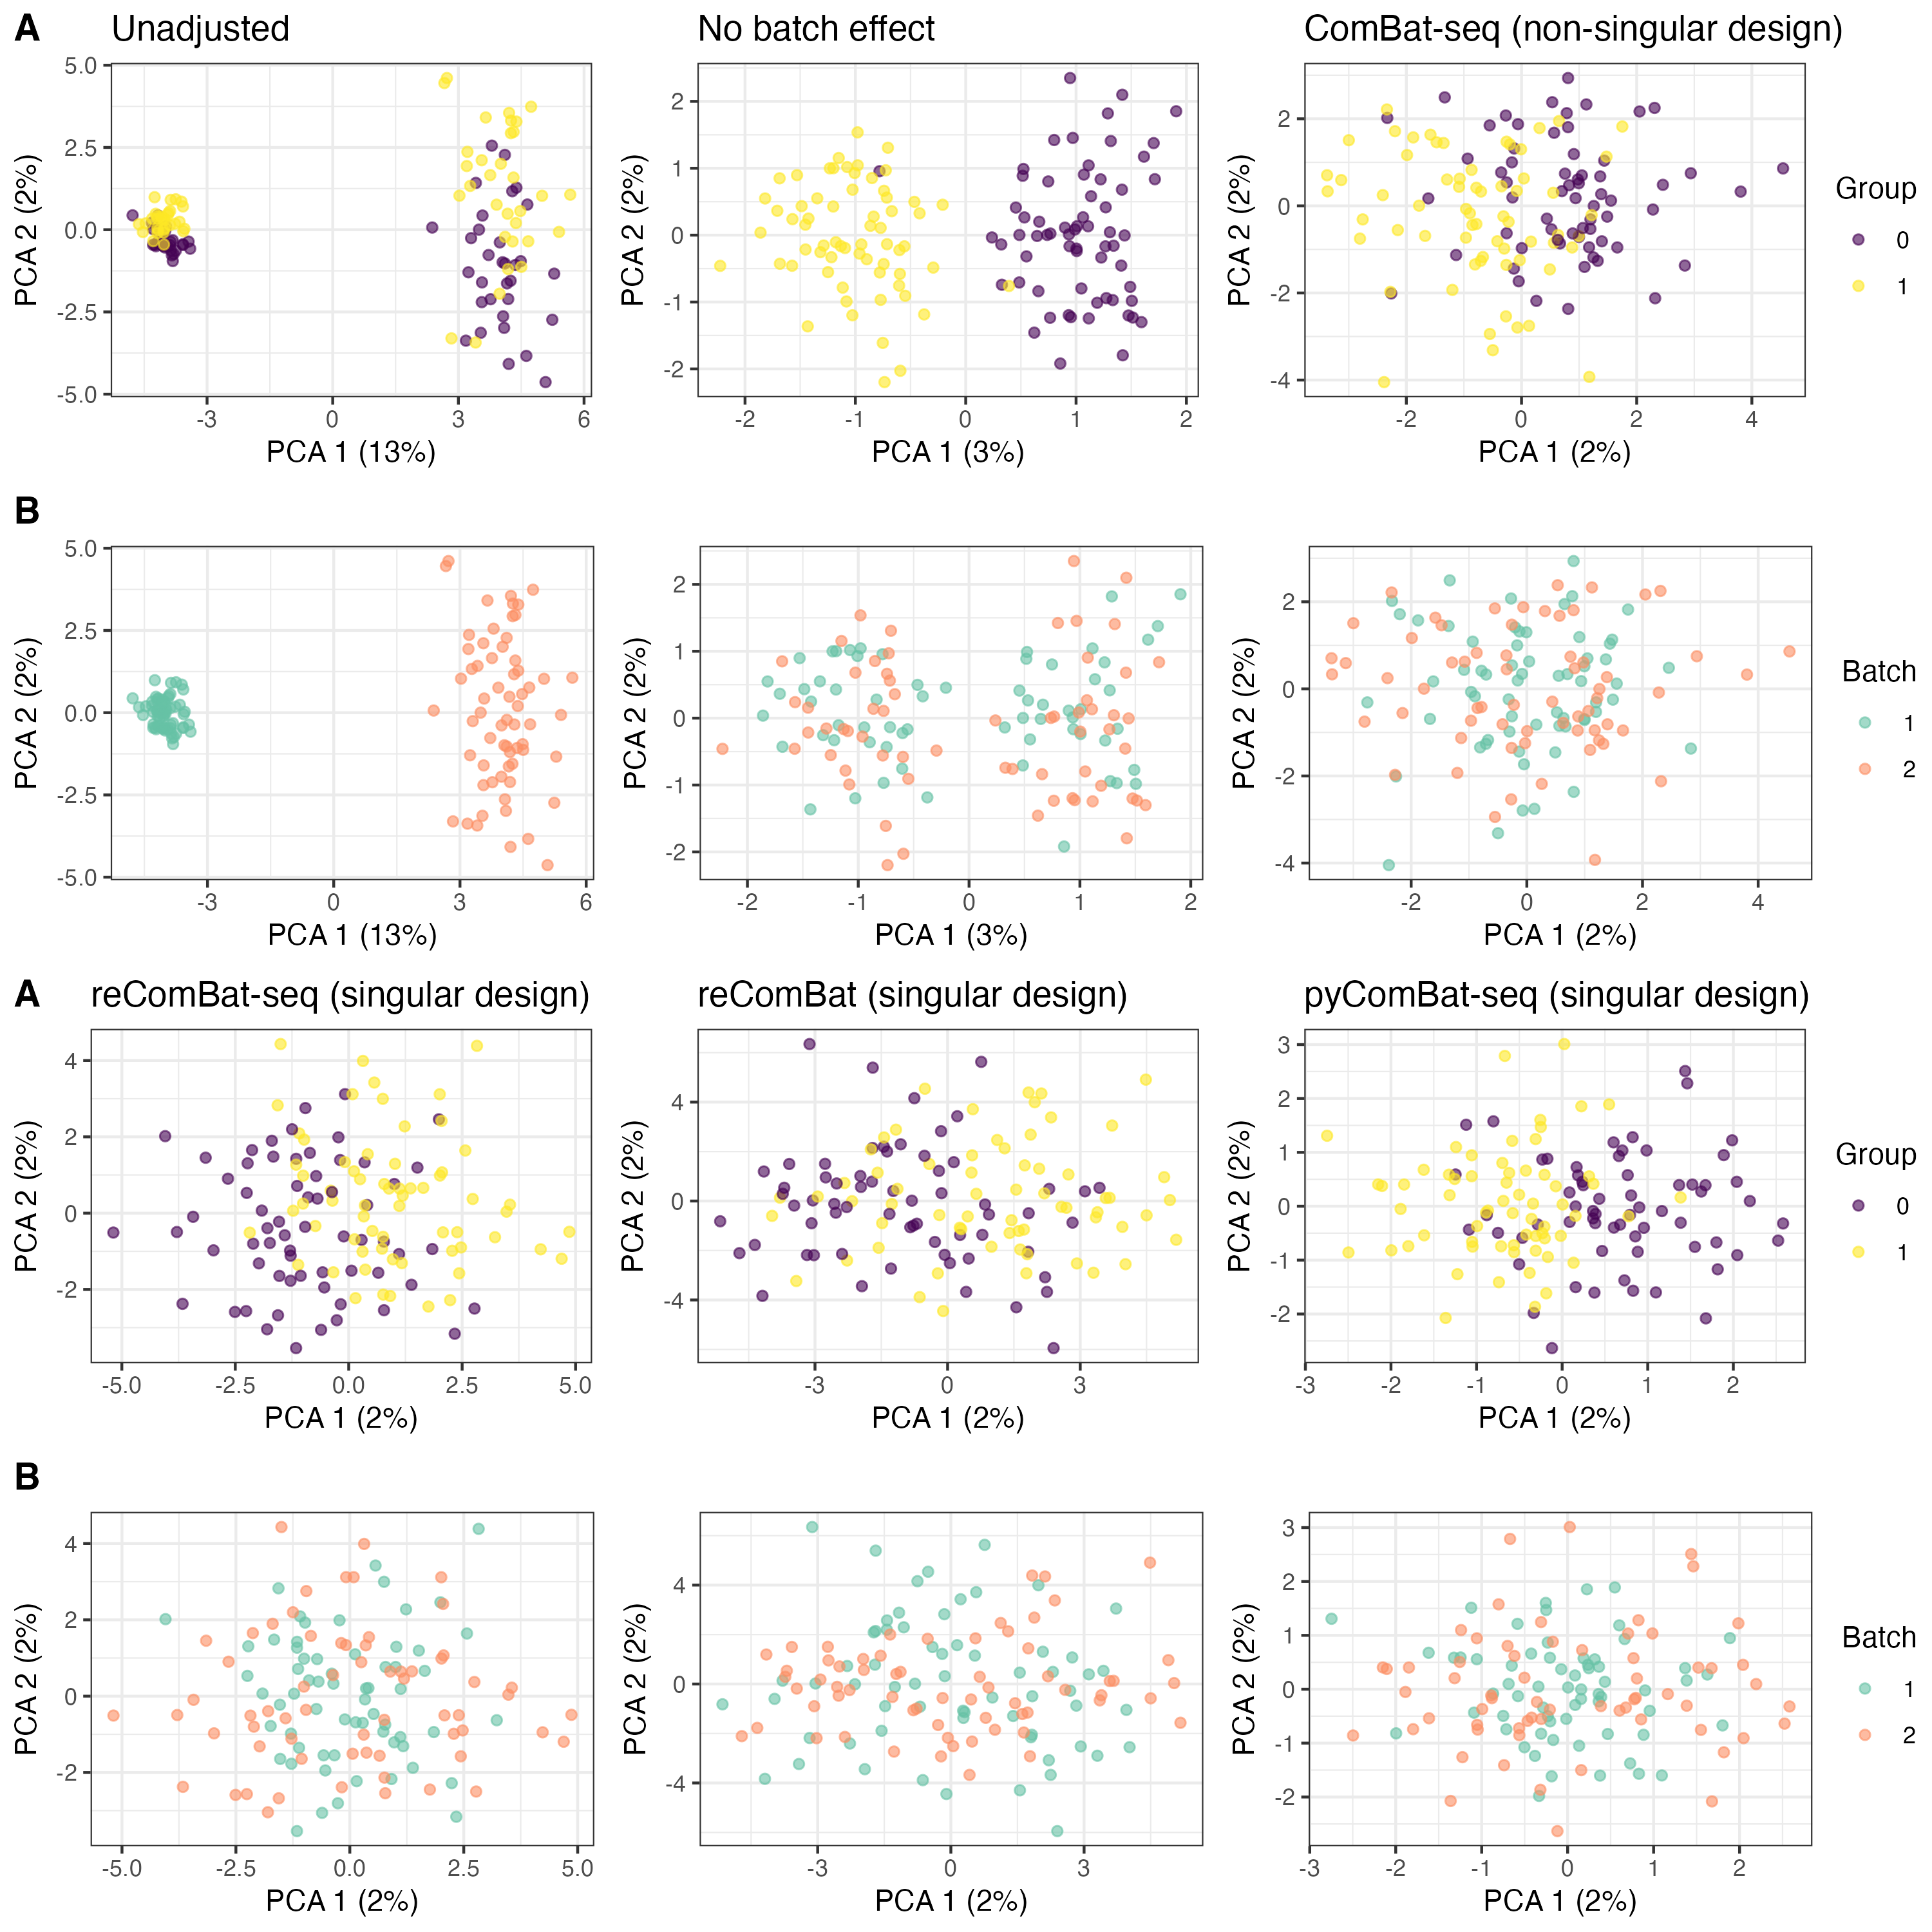 A Unadjusted No batch effect ComBat-seq (non-singular design)
5.0
2.5
0.0
-2.5
-5.0
PCA 2 (2%)
-3 0 3 6
PCA 1 (13%)
2
1
0
-1
-2
PCA 2 (2%)
-2 -1 0 1 2
PCA 1 (3%)
2
0
-2
-4
PCA 2 (2%)
-2 0 2 4
PCA 1 (2%)
Group
0
1
B
5.0
2.5
0.0
-2.5
-5.0
PCA 2 (2%)
-3 0 3 6
PCA 1 (13%)
2
1
0
-1
-2
PCA 2 (2%)
-2 -1 0 1 2
PCA 1 (3%)
2
0
-2
-4
PCA 2 (2%)
-2 0 2 4
PCA 1 (2%)
Batch
1
2
A reComBat-seq (singular design) reComBat (singular design) pyComBat-seq (singular design)
4
2
0
-2
PCA 2 (2%)
-5.0 -2.5 0.0 2.5 5.0
PCA 1 (2%)
4
0
-4
PCA 2 (2%)
-3 0 3
PCA 1 (2%)
3
2
1
0
-1
-2
PCA 2 (2%)
-3 -2 -1 0 1 2
PCA 1 (2%)
Group
0
1
B
4
2
0
-2
PCA 2 (2%)
-5.0 -2.5 0.0 2.5 5.0
PCA 1 (2%)
4
0
-4
PCA 2 (2%)
-3 0 3
PCA 1 (2%)
3
2
1
0
-1
-2
PCA 2 (2%)
-3 -2 -1 0 1 2
PCA 1 (2%)
Batch
1
2